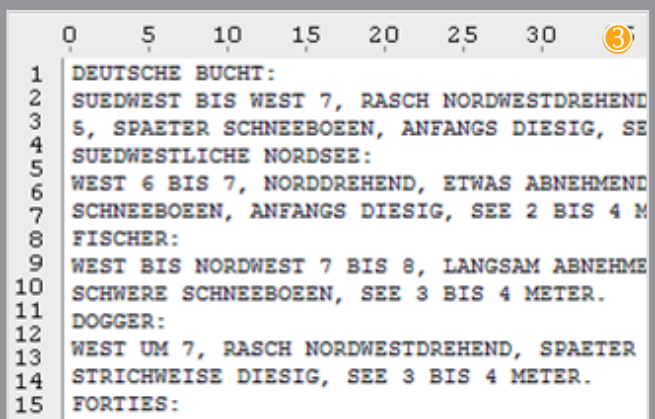 0 5 10 15 20 25 30 3
1 DEUTSCHE BUCHT:
2 SUEDWEST BIS WEST 7, RASCH NORDWESTDREHEND
3 5, SPAETER SCHNEEBOEEN, ANFANGS DIESIG, SE
4 SUEDWESTLICHE NORDSEE:
5 WEST 6 BIS 7, NORDDREHEND, ETWAS ABNEHMEND
6 SCHNEEBOEEN, ANFANGS DIESIG, SEE 2 BIS 4 M
7 FISCHER:
8 WEST BIS NORDWEST 7 BIS 8, LANGSAM ABNEHME
9 SCHWERE SCHNEEBOEEN, SEE 3 BIS 4 METER.
10 DOGGER:
11 WEST UM 7, RASCH NORDWESTDREHEND, SPAETER
12 STRICHWEISE DIESIG, SEE 3 BIS 4 METER.
13 FORTIES:
14
15